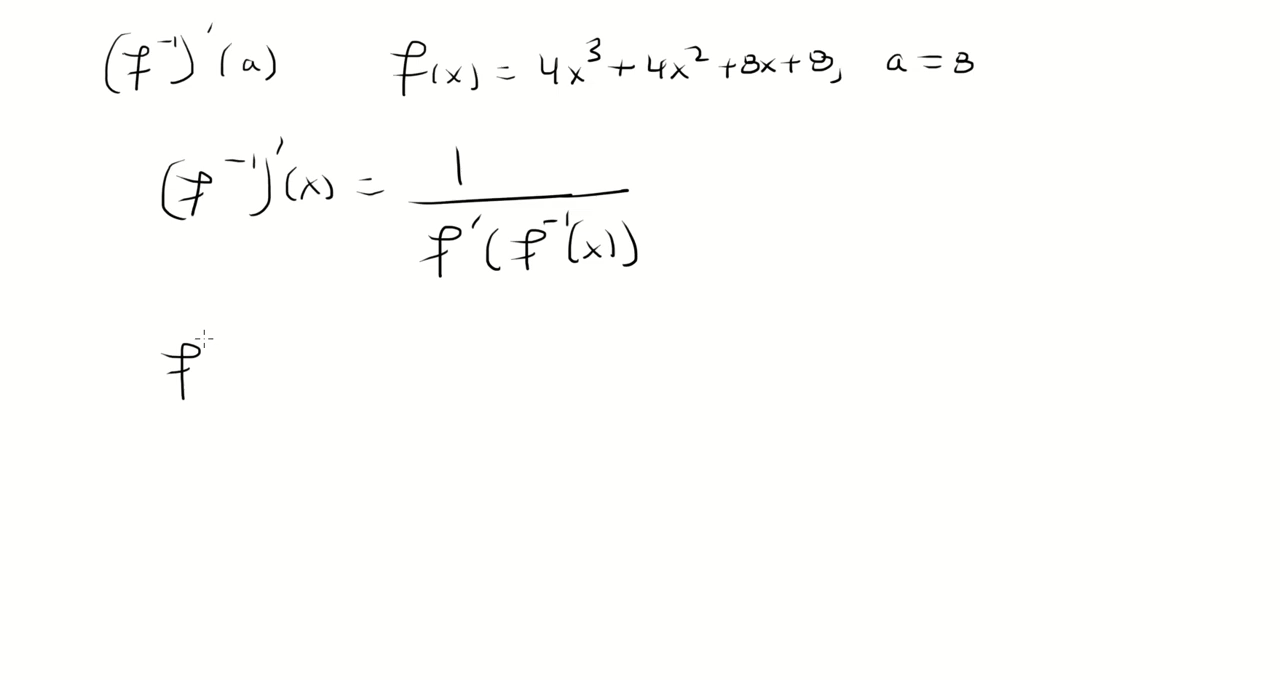 (f⁻¹)'(a) f(x) = 4x³ + 4x² + 8x + 8, a = 8
(f⁻¹)'(x) = 1 / f'(f⁻¹(x))
f